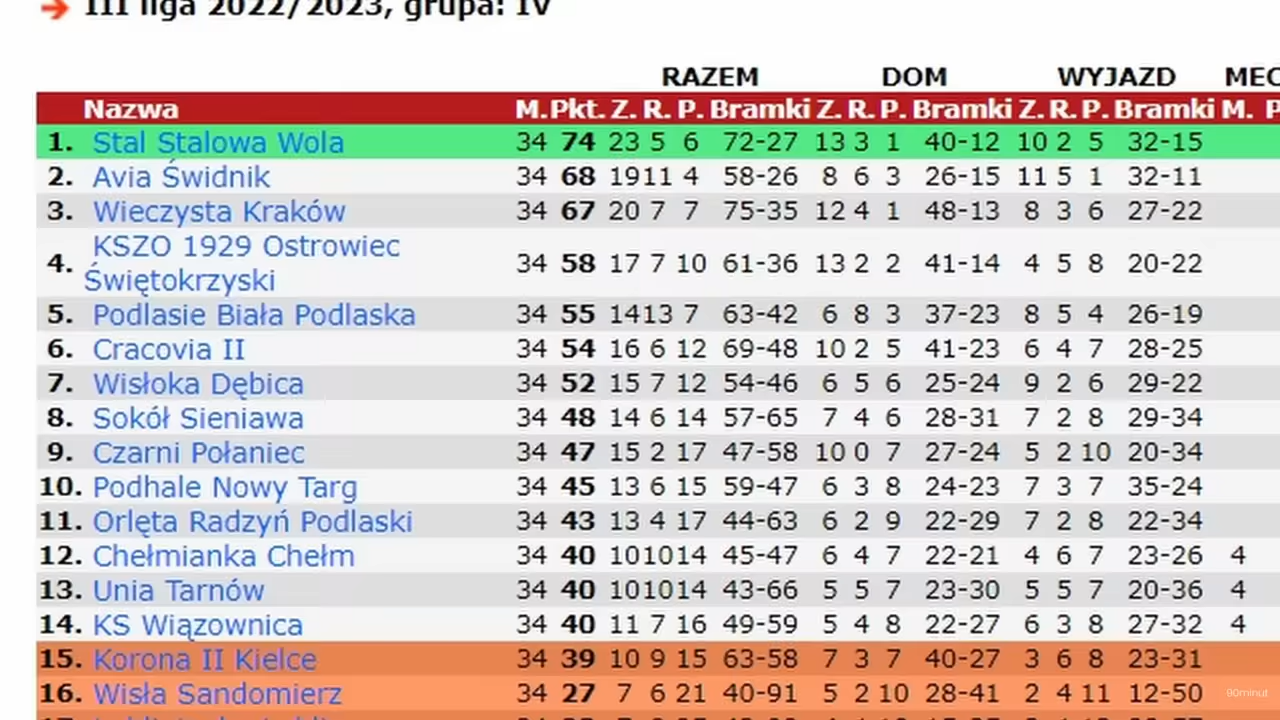 III liga 2022/2023, grupa: IV
RAZEM DOM WYJAZD MEC
Nazwa M. Pkt. Z. R. P. Bramki Z. R. P. Bramki Z. R. P. Bramki M. P
1. Stal Stalowa Wola 34 74 23 5 6 72-27 13 3 1 40-12 10 2 5 32-15
2. Avia Świdnik 34 68 19 11 4 58-26 8 6 3 26-15 11 5 1 32-11
3. Wieczysta Kraków 34 67 20 7 7 75-35 12 4 1 48-13 8 3 6 27-22
KSZO 1929 Ostrowiec
4. Świętokrzyski 34 58 17 7 10 61-36 13 2 2 41-14 4 5 8 20-22
5. Podlasie Biała Podlaska 34 55 14 13 7 63-42 6 8 3 37-23 8 5 4 26-19
6. Cracovia II 34 54 16 6 12 69-48 10 2 5 41-23 6 4 7 28-25
7. Wisłoka Dębica 34 52 15 7 12 54-46 6 5 6 25-24 9 2 6 29-22
8. Sokół Sieniawa 34 48 14 6 14 57-65 7 4 6 28-31 7 2 8 29-34
9. Czarni Połaniec 34 47 15 2 17 47-58 10 0 7 27-24 5 2 10 20-34
10. Podhale Nowy Targ 34 45 13 6 15 59-47 6 3 8 24-23 7 3 7 35-24
11. Orlęta Radzyń Podlaski 34 43 13 4 17 44-63 6 2 9 22-29 7 2 8 22-34
12. Chełmianka Chełm 34 40 10 10 14 45-47 6 4 7 22-21 4 6 7 23-26 4
13. Unia Tarnów 34 40 10 10 14 43-66 5 5 7 23-30 5 5 7 20-36 4
14. KS Wiązownica 34 40 11 7 16 49-59 5 4 8 22-27 6 3 8 27-32 4
15. Korona II Kielce 34 39 10 9 15 63-58 7 3 7 40-27 3 6 8 23-31
16. Wisła Sandomierz 34 27 7 6 21 40-91 5 2 10 28-41 2 4 11 12-50
90minut